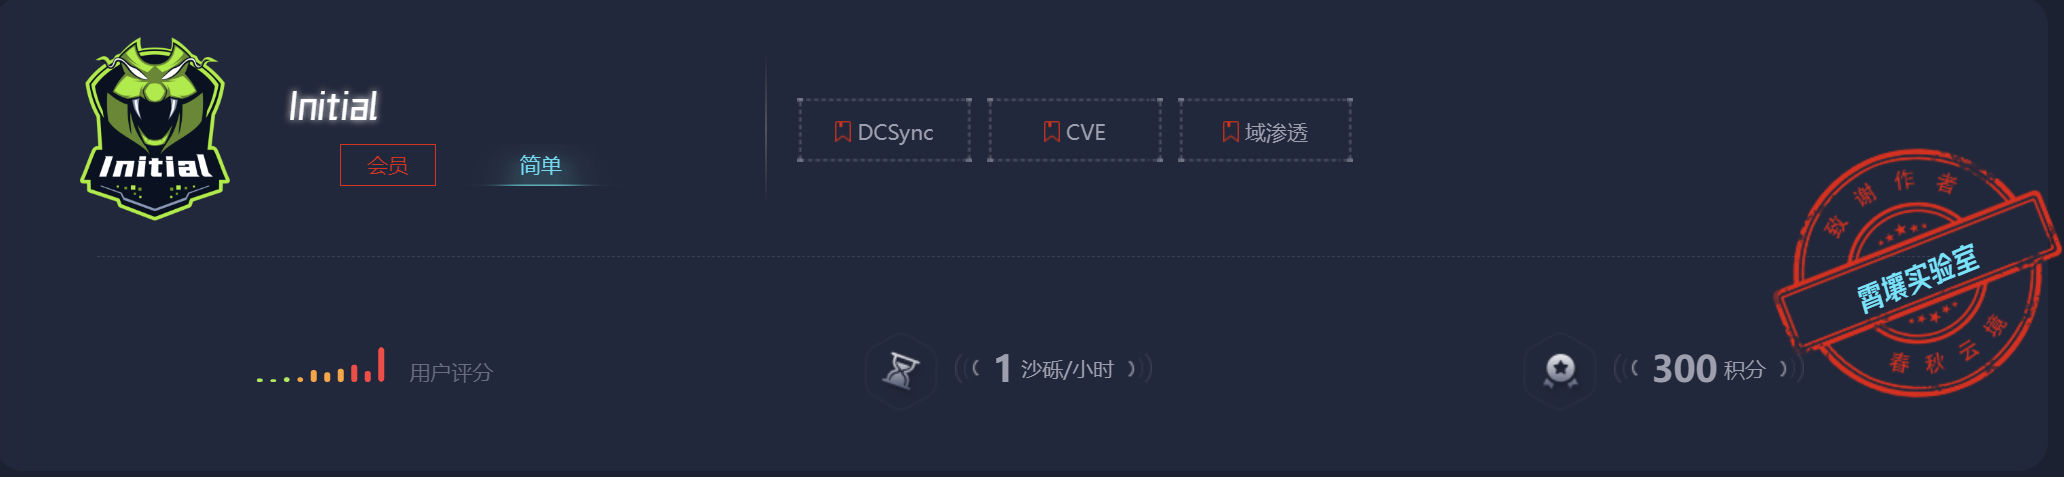 Initial
Initial
会员
简单
DCSync
CVE
域渗透
致谢作者
霄壤实验室
春秋云境
用户评分
1 沙砾/小时
300 积分